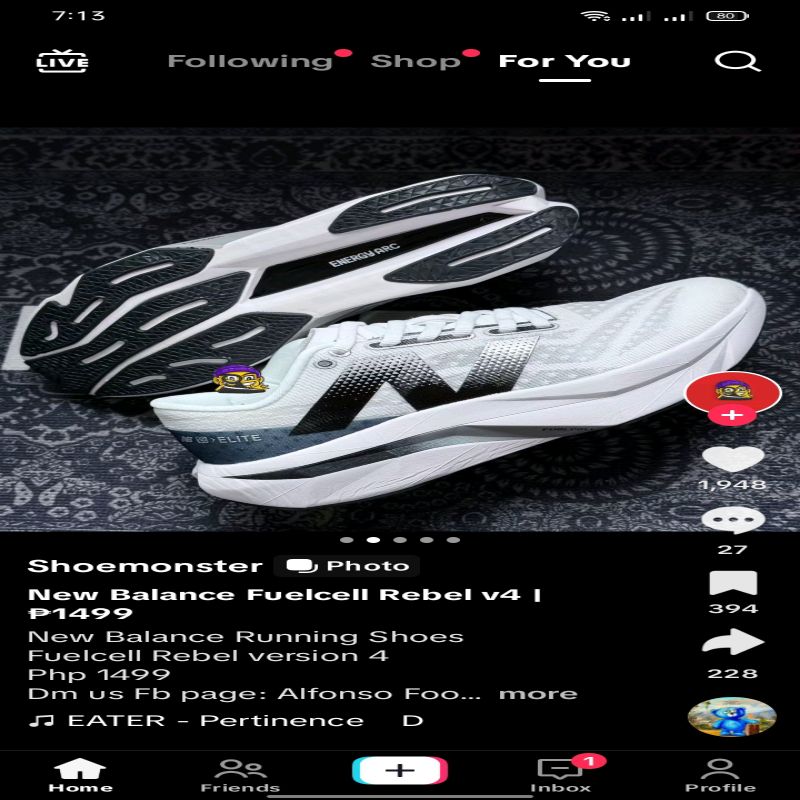 7:13
80
LIVE
Following
Shop
For You
ENERGY ARC
ELITE
1,948
27
394
228
Shoemonster
Photo
New Balance Fuelcell Rebel v4 |
₱1499
New Balance Running Shoes
Fuelcell Rebel version 4
Php 1499
Dm us Fb page: Alfonso Foo... more
EATER - Pertinence D
Home
Friends
1
Inbox
Profile